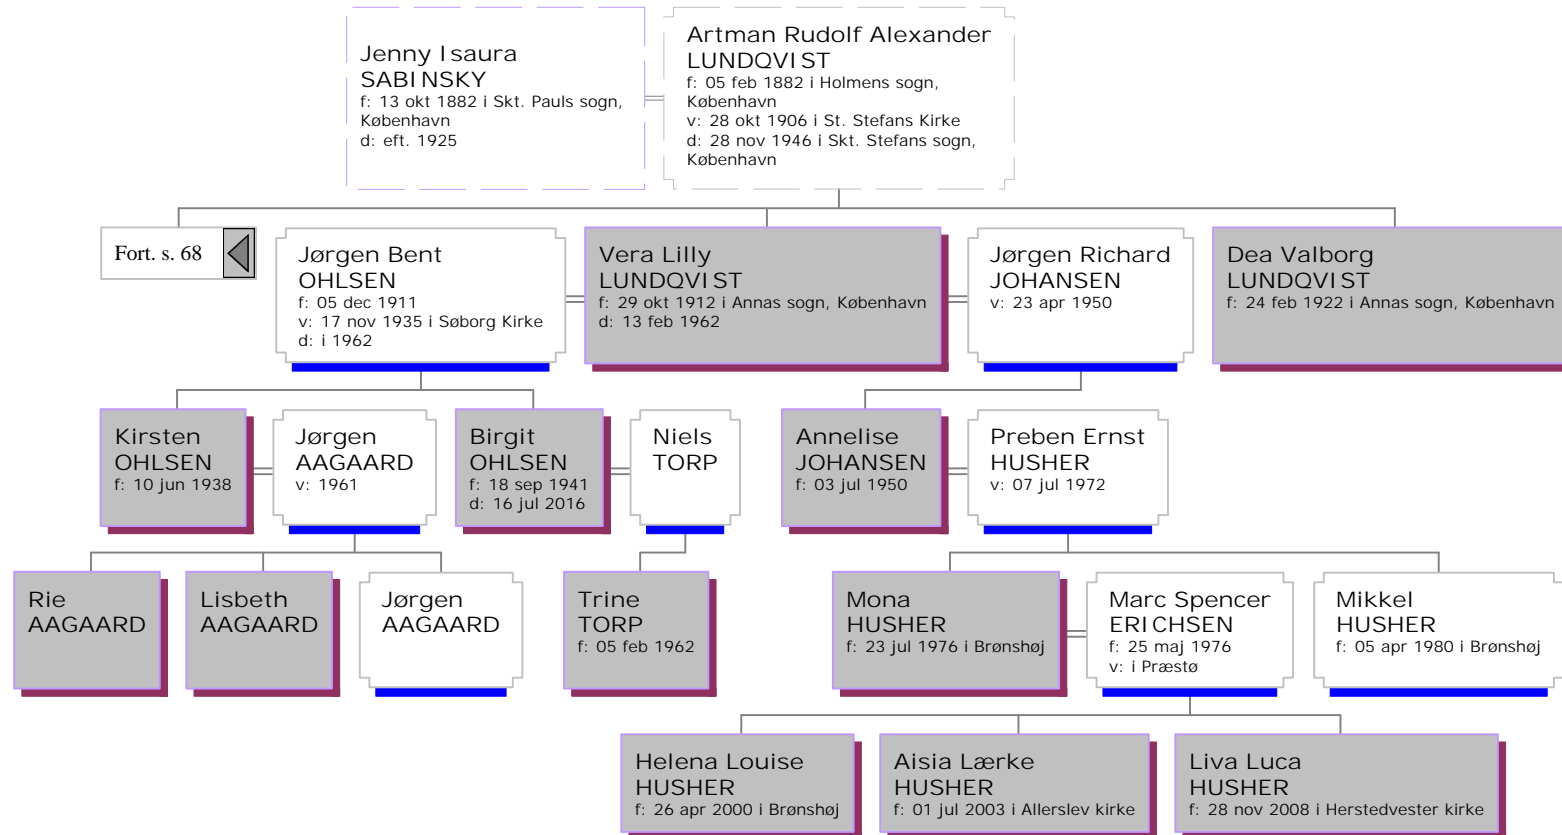 Jenny Isaura
SABINSKY
f: 13 okt 1882 i Skt. Pauls sogn,
København
d: eft. 1925
Artman Rudolf Alexander
LUNDQVIST
f: 05 feb 1882 i Holmens sogn,
København
v: 28 okt 1906 i St. Stefans Kirke
d: 28 nov 1946 i Skt. Stefans sogn,
København
Fort. s. 68
Jørgen Bent
OHLSEN
f: 05 dec 1911
v: 17 nov 1935 i Søborg Kirke
d: i 1962
Vera Lilly
LUNDQVIST
f: 29 okt 1912 i Annas sogn, København
d: 13 feb 1962
Jørgen Richard
JOHANSEN
v: 23 apr 1950
Dea Valborg
LUNDQVIST
f: 24 feb 1922 i Annas sogn, København
Kirsten
OHLSEN
f: 10 jun 1938
Jørgen
AAGAARD
v: 1961
Birgit
OHLSEN
f: 18 sep 1941
d: 16 jul 2016
Niels
TORP
Annelise
JOHANSEN
f: 03 jul 1950
Preben Ernst
HUSHER
v: 07 jul 1972
Rie
AAGAARD
Lisbeth
AAGAARD
Jørgen
AAGAARD
Trine
TORP
f: 05 feb 1962
Mona
HUSHER
f: 23 jul 1976 i Brønshøj
Marc Spencer
ERICHSEN
f: 25 maj 1976
v: i Præstø
Mikkel
HUSHER
f: 05 apr 1980 i Brønshøj
Helena Louise
HUSHER
f: 26 apr 2000 i Brønshøj
Aisia Lærke
HUSHER
f: 01 jul 2003 i Allerslev kirke
Liva Luca
HUSHER
f: 28 nov 2008 i Herstedvester kirke